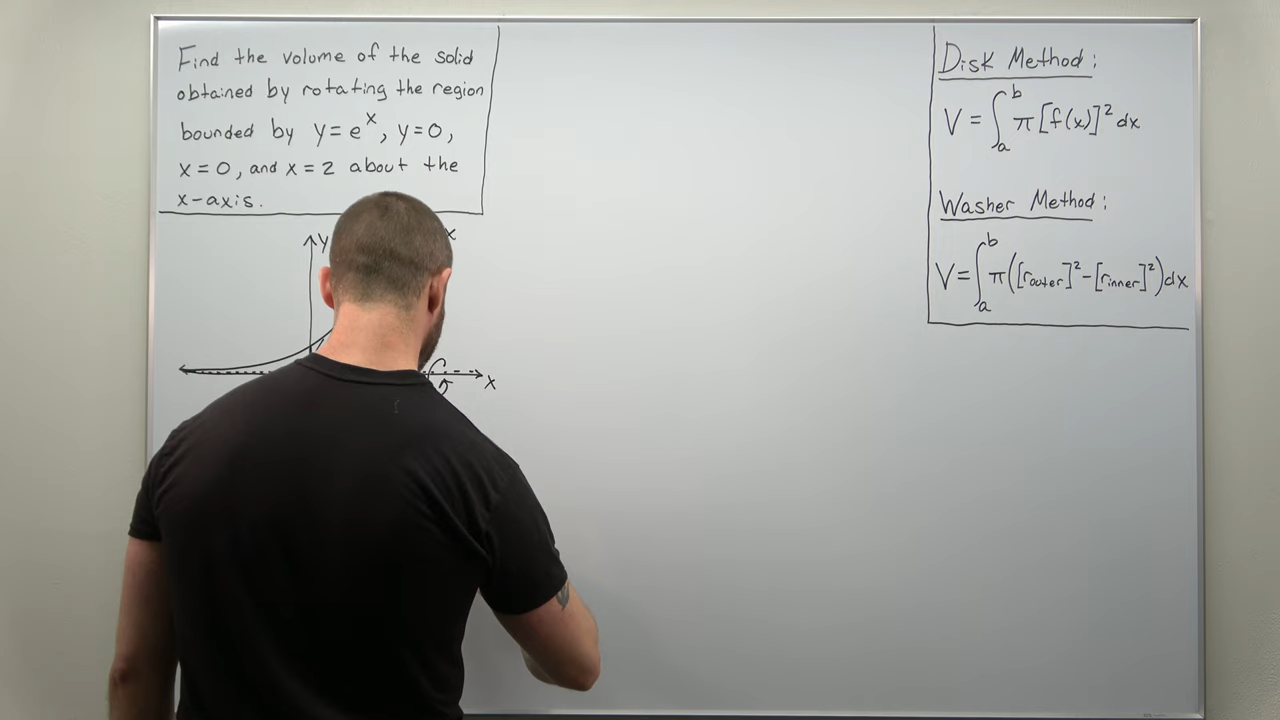 Find the volume of the solid
obtained by rotating the region
bounded by y = e^x, y = 0,
x = 0, and x = 2 about the
x-axis.
y
x
x
Disk Method:
V = ∫_a^b π[f(x)]² dx
Washer Method:
V = ∫_a^b π([r_outer]² - [r_inner]²)dx